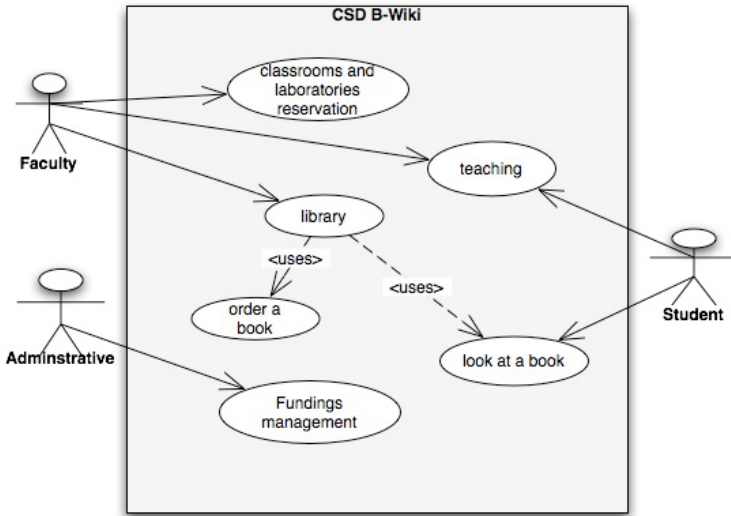 CSD B-Wiki
classrooms and
laboratories
reservation
Faculty
teaching
library
<uses>
<uses>
order a
book
Student
Adminstrative
look at a book
Fundings
management